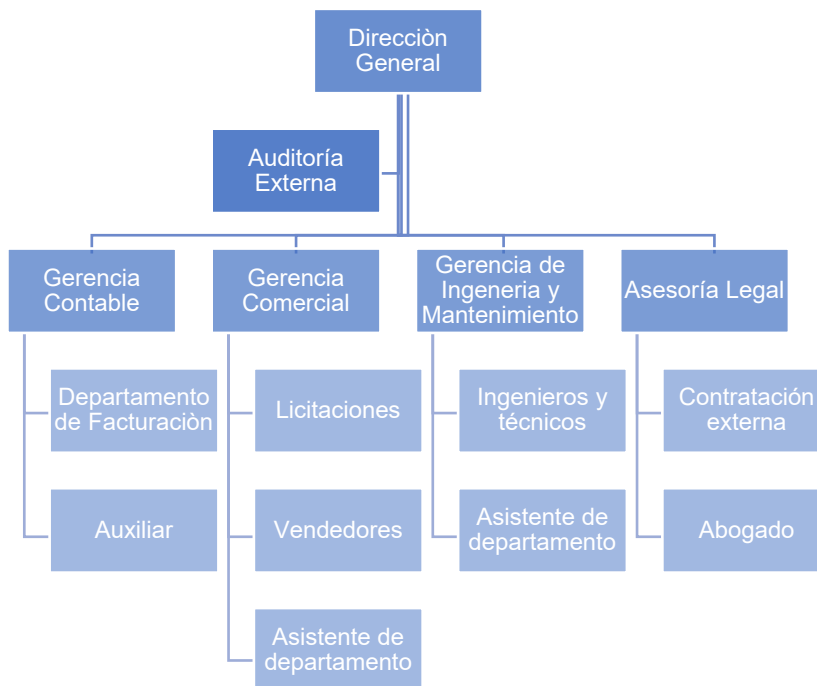 Direcciòn
General
Auditoría
Externa
Gerencia
Contable
Gerencia
Comercial
Gerencia de
Ingeneria y
Mantenimiento
Asesoría Legal
Departamento
de Facturaciòn
Licitaciones
Ingenieros y
técnicos
Contratación
externa
Auxiliar
Vendedores
Asistente de
departamento
Abogado
Asistente de
departamento